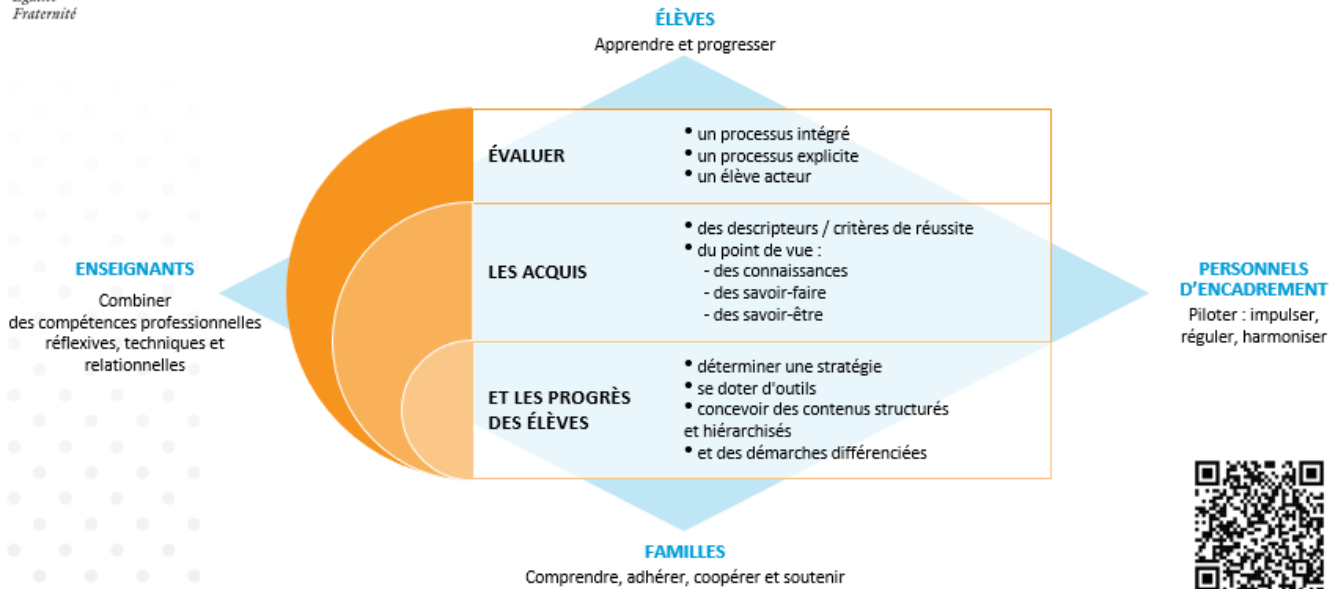 Fraternité
ÉLÈVES
Apprendre et progresser
ÉVALUER
• un processus intégré
• un processus explicite
• un élève acteur
LES ACQUIS
• des descripteurs / critères de réussite
• du point de vue :
- des connaissances
- des savoir-faire
- des savoir-être
ET LES PROGRÈS
DES ÉLÈVES
• déterminer une stratégie
• se doter d'outils
• concevoir des contenus structurés
et hiérarchisés
• et des démarches différenciées
ENSEIGNANTS
Combiner
des compétences professionnelles
réflexives, techniques et
relationnelles
PERSONNELS
D'ENCADREMENT
Piloter : impulser,
réguler, harmoniser
FAMILLES
Comprendre, adhérer, coopérer et soutenir